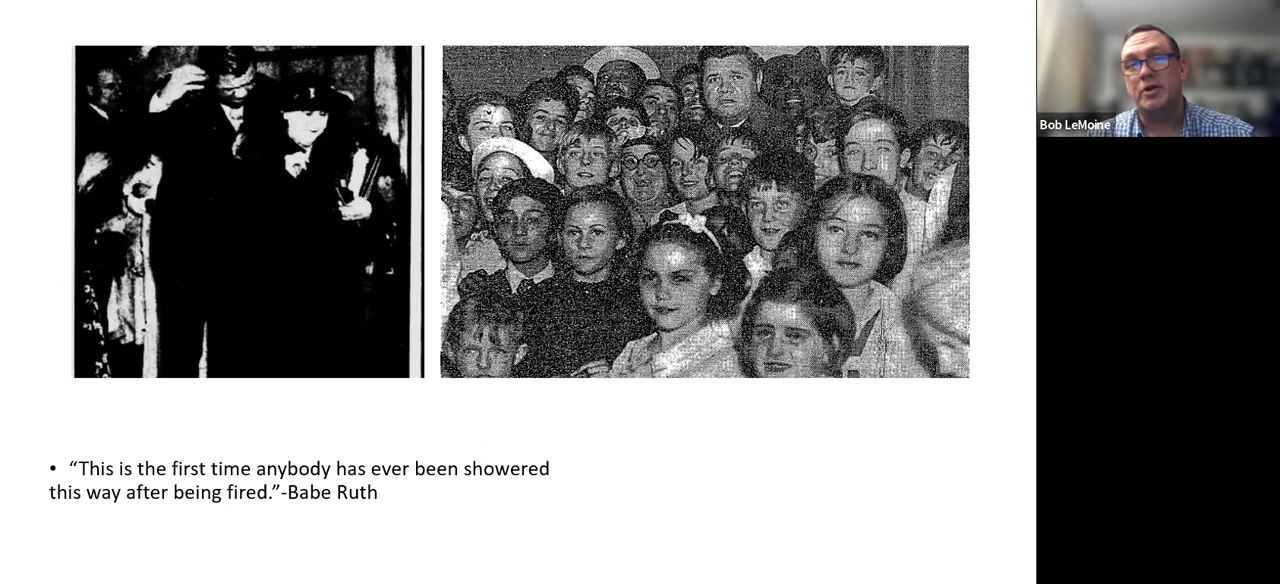 Bob LeMoine
• “This is the first time anybody has ever been showered
this way after being fired.”-Babe Ruth